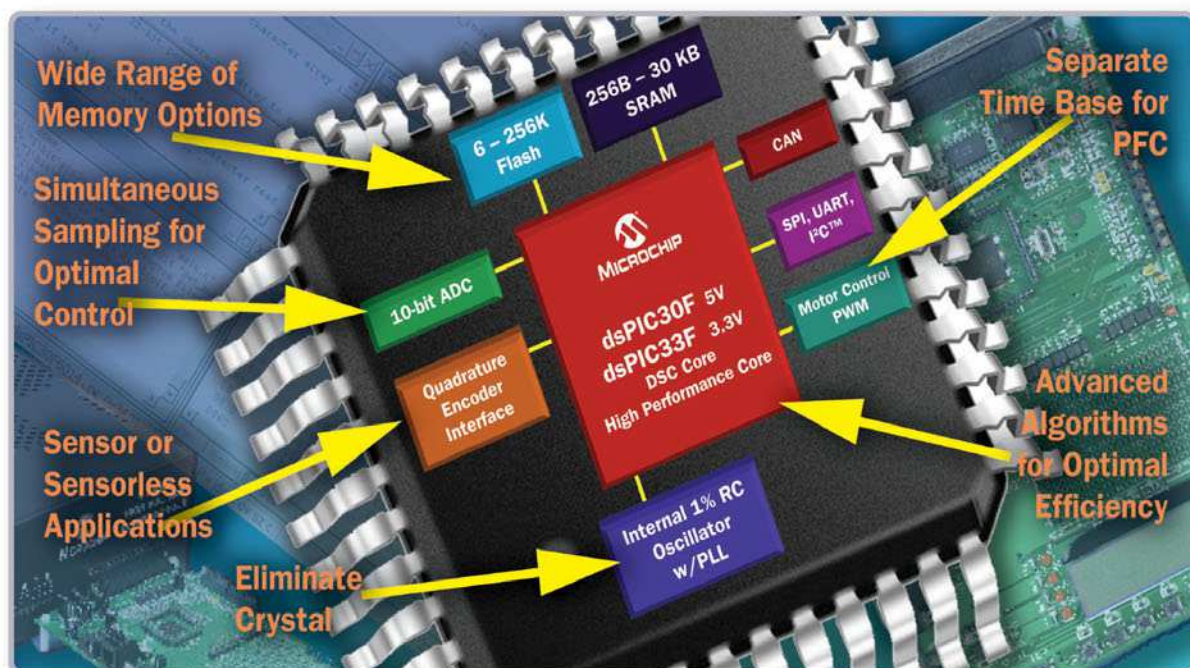 Wide Range of
Memory Options
Simultaneous
Sampling for
Optimal
Control
Sensor or
Sensorless
Applications
Eliminate
Crystal
6 – 256K
Flash
256B – 30 KB
SRAM
CAN
SPI, UART,
I²C™
Motor Control
PWM
10-bit ADC
Quadrature
Encoder
Interface
MICROCHIP
dsPIC30F 5V
dsPIC33F 3.3V
DSC Core
High Performance Core
Internal 1% RC
Oscillator
w/PLL
Separate
Time Base for
PFC
Advanced
Algorithms
for Optimal
Efficiency